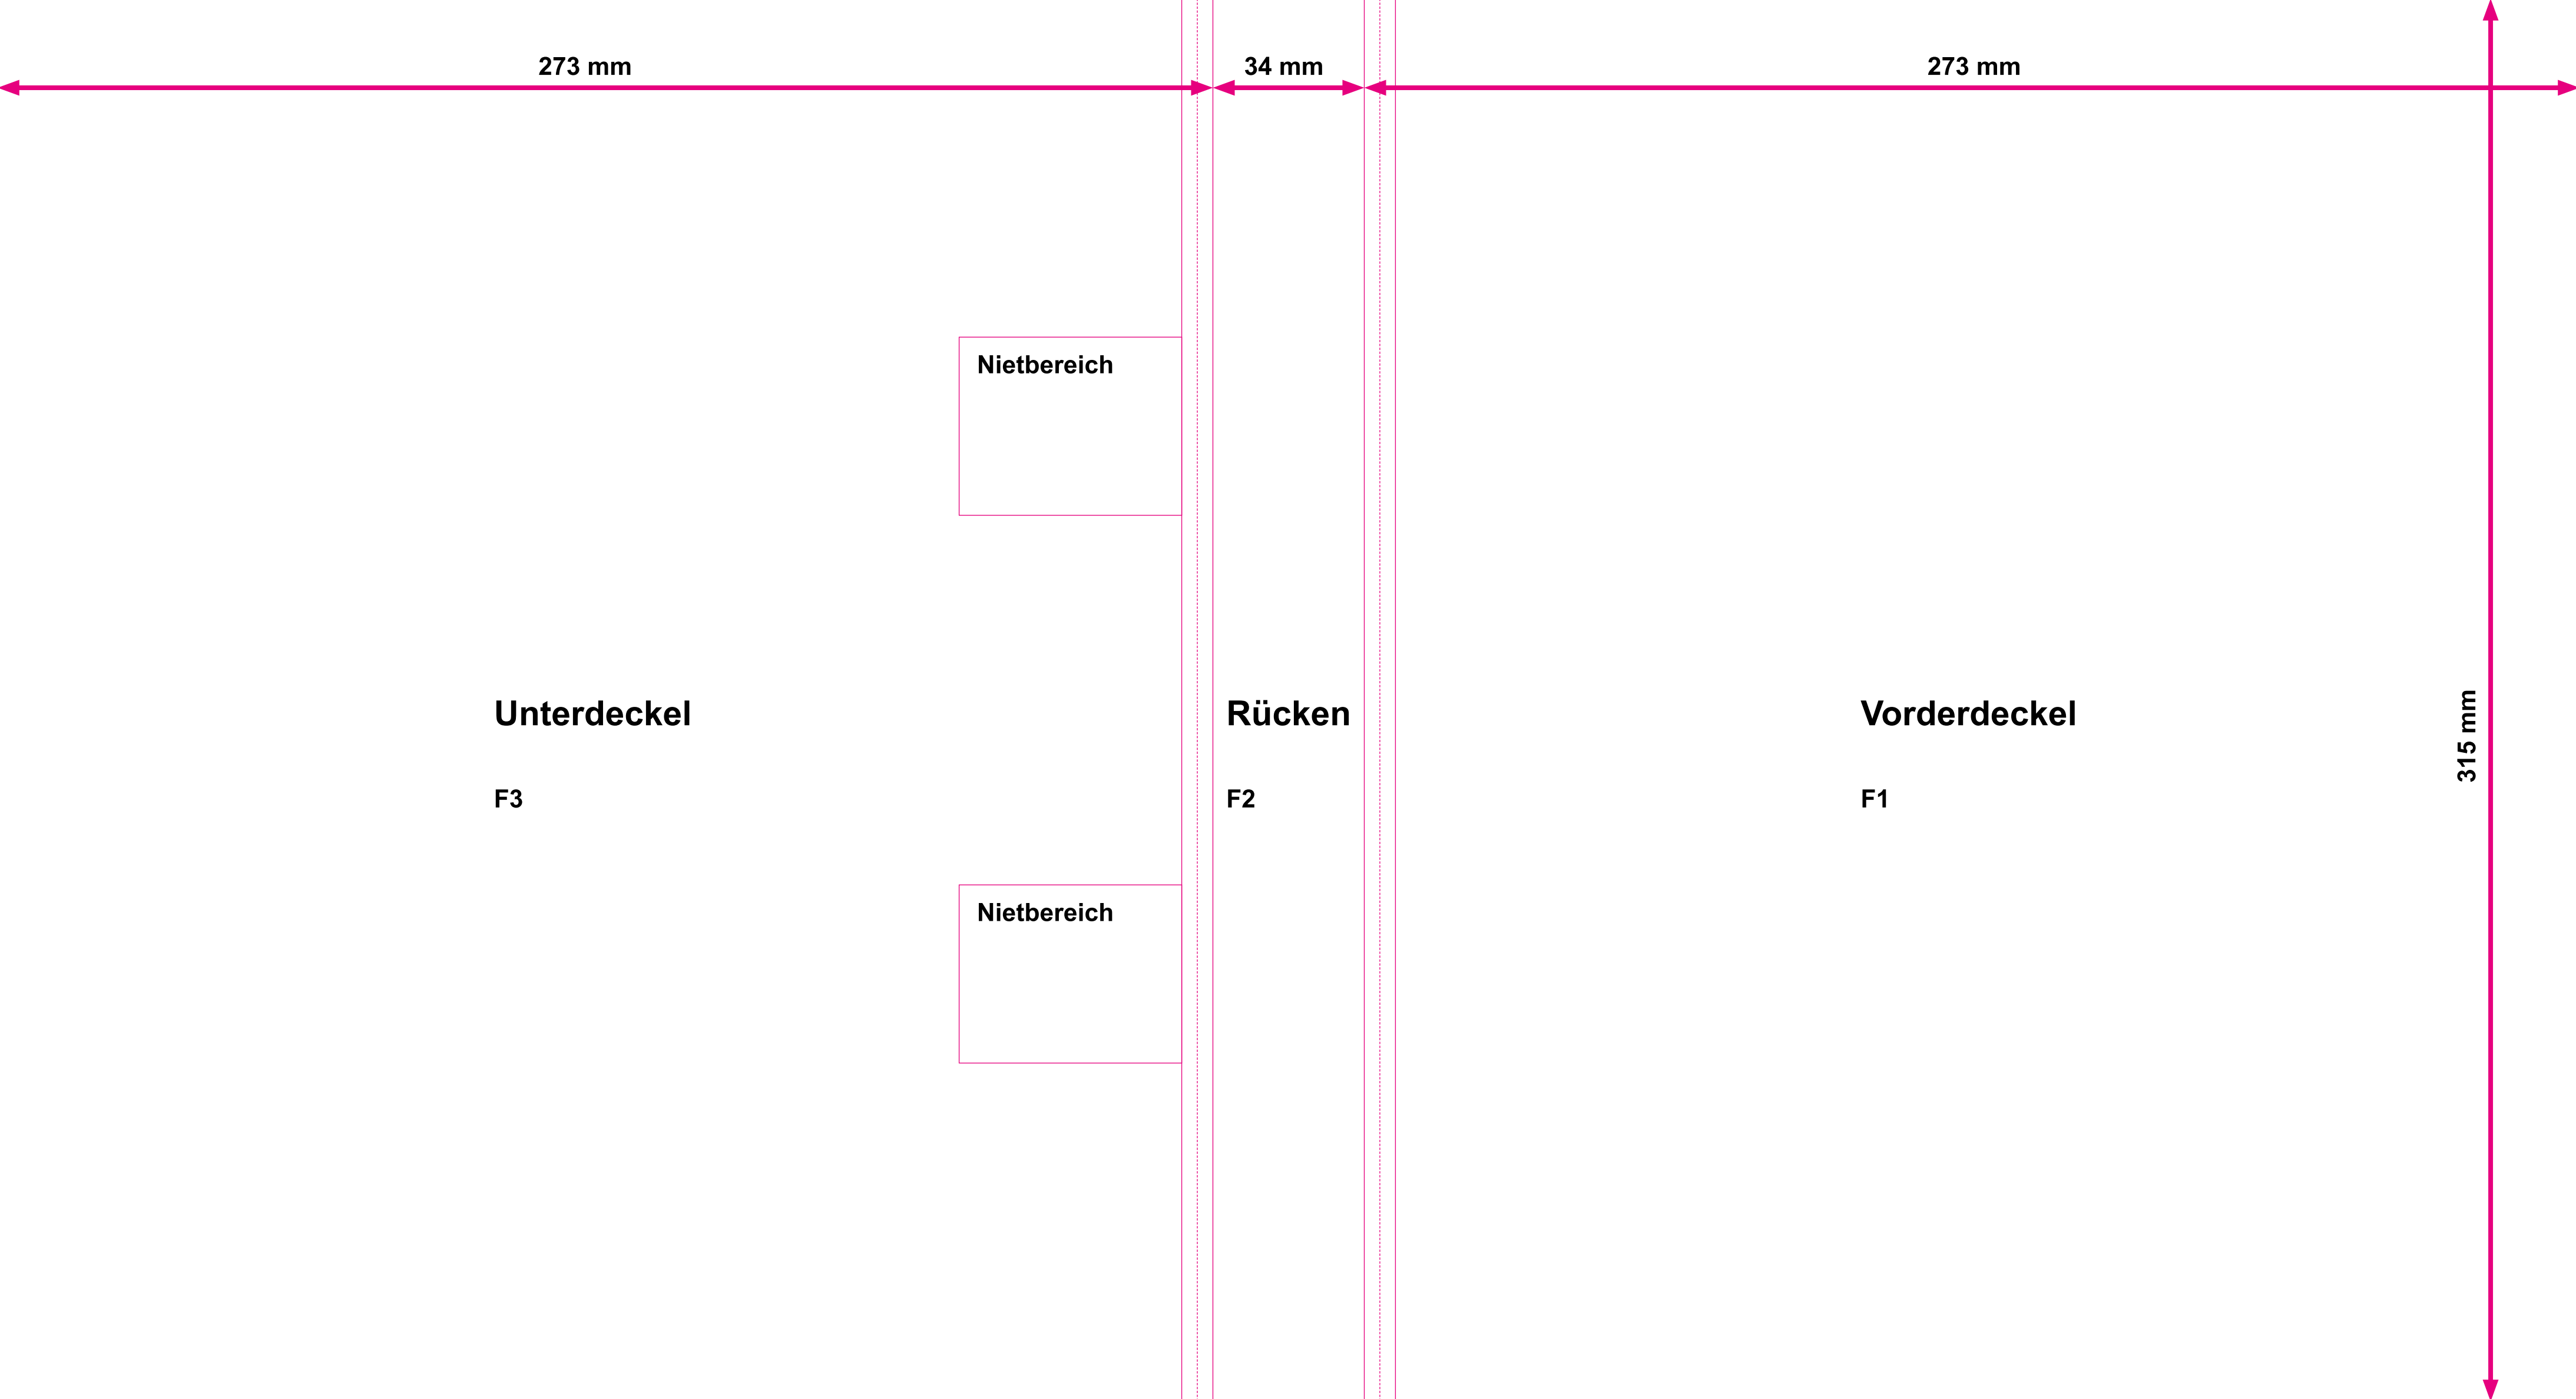 273 mm
34 mm
273 mm
Nietbereich
Unterdeckel
Rücken
Vorderdeckel
315 mm
F3
F2
F1
Nietbereich